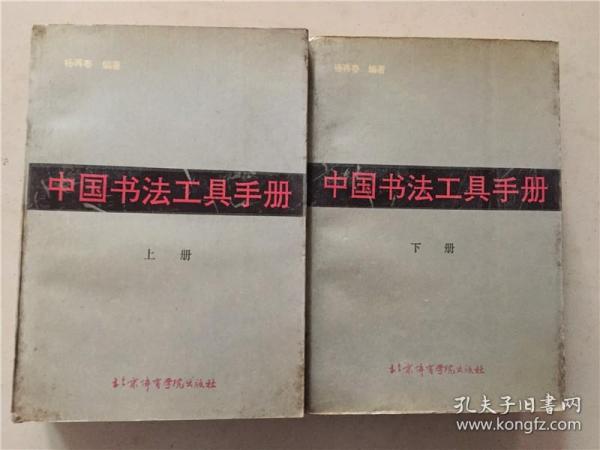 杨再春 编著
中国书法工具手册
上册
北京体育学院出版社
杨再春 编著
中国书法工具手册
下册
北京体育学院出版社
孔夫子旧书网
www.kongfz.com